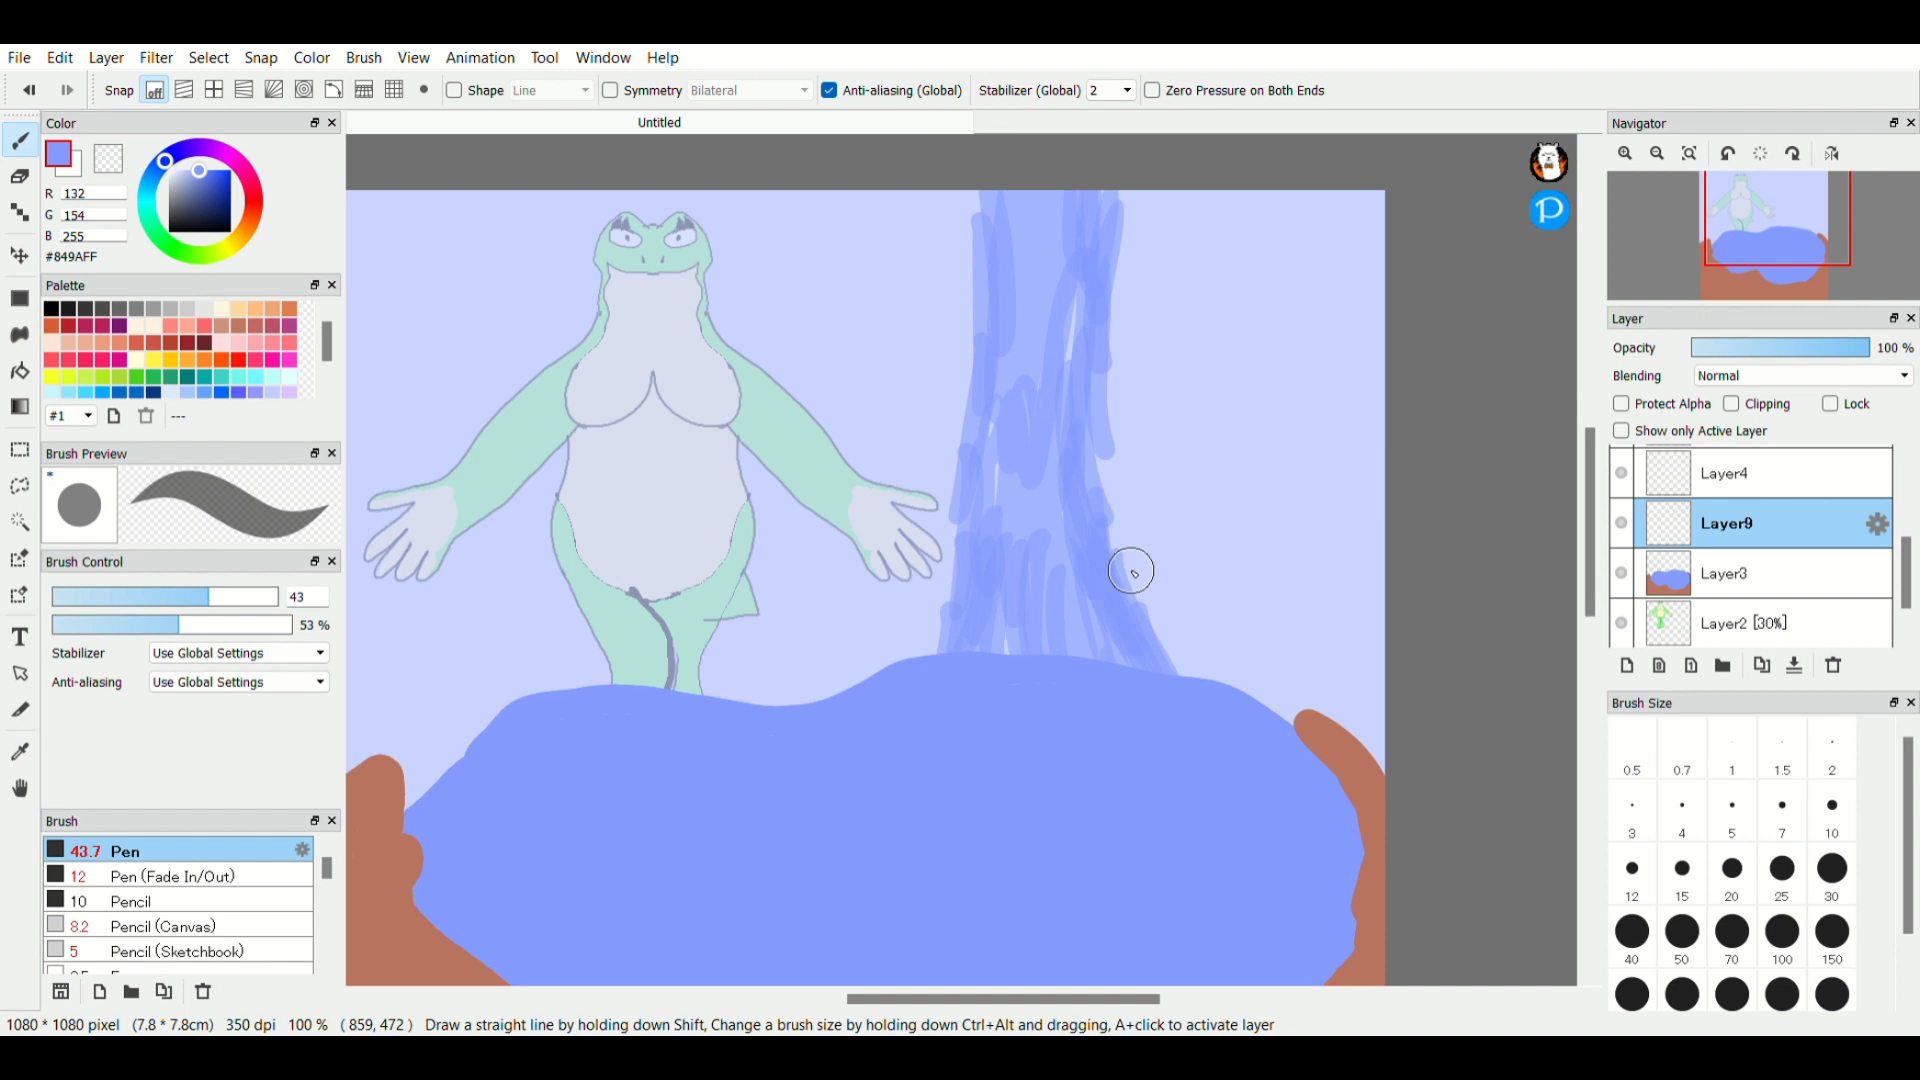 File Edit Layer Filter Select Snap Color Brush View Animation Tool Window Help
Snap off Shape Line Symmetry Bilateral Anti-aliasing (Global) Stabilizer (Global) 2 Zero Pressure on Both Ends
Color
Untitled
Navigator
R 132
G 154
B 255
#849AFF
Palette
#1 ---
Brush Preview
*
Brush Control
43
53 %
Stabilizer Use Global Settings
Anti-aliasing Use Global Settings
Brush
43.7 Pen
12 Pen (Fade In/Out)
10 Pencil
8.2 Pencil (Canvas)
5 Pencil (Sketchbook)
P
Layer
Opacity 100 %
Blending Normal
Protect Alpha Clipping Lock
Show only Active Layer
Layer4
Layer9
Layer3
Layer2 [30%]
8 1
Brush Size
0.5 0.7 1 1.5 2
3 4 5 7 10
12 15 20 25 30
40 50 70 100 150
T
1080 * 1080 pixel (7.8 * 7.8cm) 350 dpi 100 % ( 859, 472 ) Draw a straight line by holding down Shift, Change a brush size by holding down Ctrl+Alt and dragging, A+click to activate layer